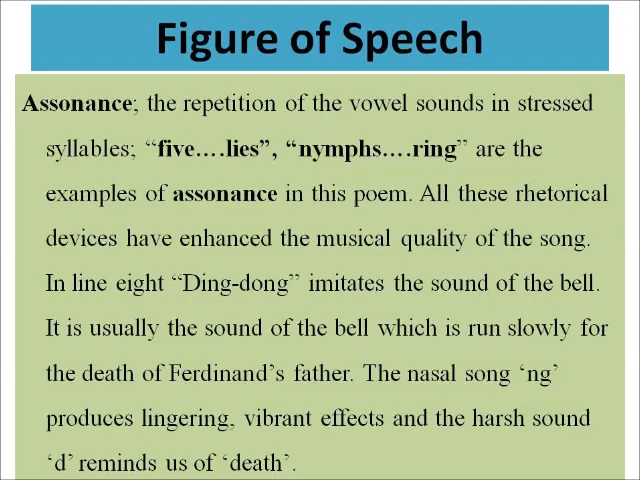 Figure of Speech
Assonance; the repetition of the vowel sounds in stressed
syllables; “five….lies”, “nymphs….ring” are the
examples of assonance in this poem. All these rhetorical
devices have enhanced the musical quality of the song.
In line eight “Ding-dong” imitates the sound of the bell.
It is usually the sound of the bell which is run slowly for
the death of Ferdinand’s father. The nasal song ‘ng’
produces lingering, vibrant effects and the harsh sound
‘d’ reminds us of ‘death’.